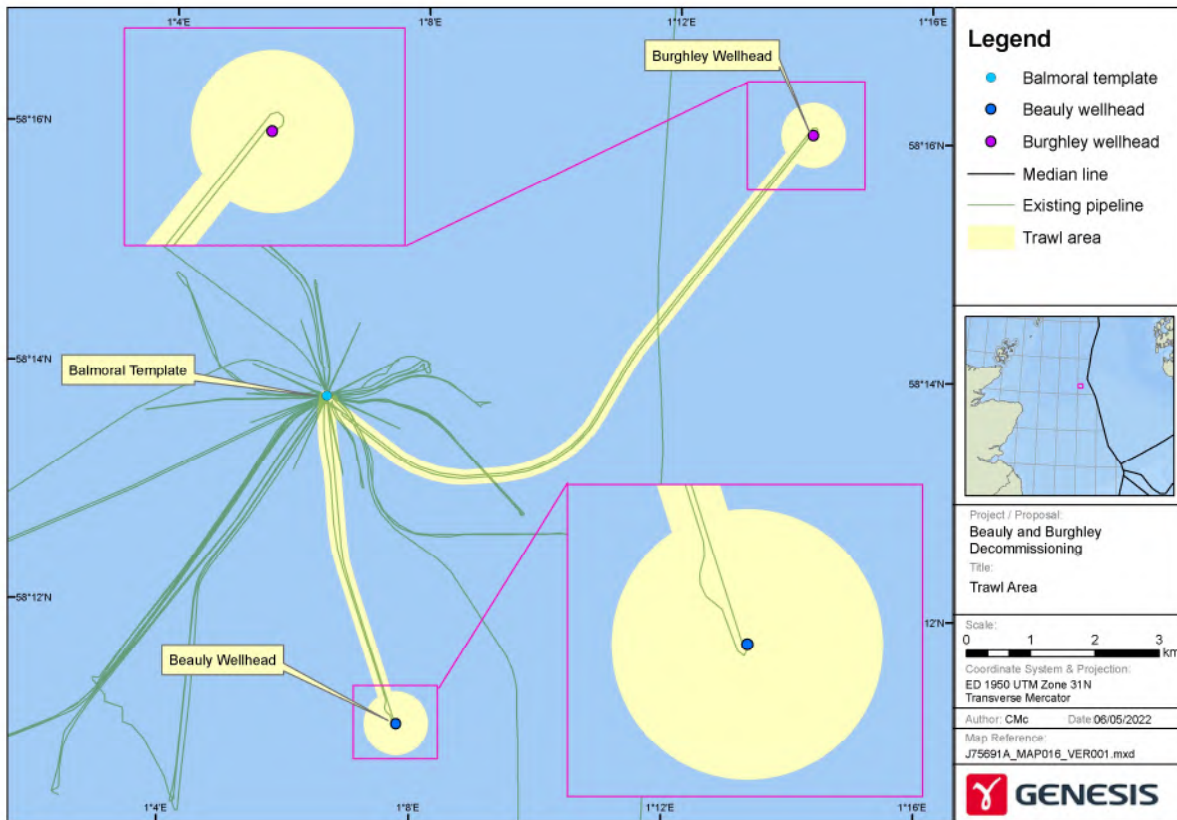 1°4'E
1°8'E
1°12'E
1°16'E
Burghley Wellhead
58°16'N
58°16'N
58°14'N
58°14'N
Balmoral Template
58°12'N
12'N
Beauly Wellhead
1°4'E
1°8'E
1°12'E
1°16'E
Legend
Balmoral template
Beauly wellhead
Burghley wellhead
Median line
Existing pipeline
Trawl area
Project / Proposal:
Beauly and Burghley
Decommissioning
Title:
Trawl Area
Scale:
0 1 2 3
km
Coordinate System & Projection:
ED 1950 UTM Zone 31N
Transverse Mercator
Author: CMc Date:06/05/2022
Map Reference:
J75691A_MAP016_VER001.mxd
GENESIS